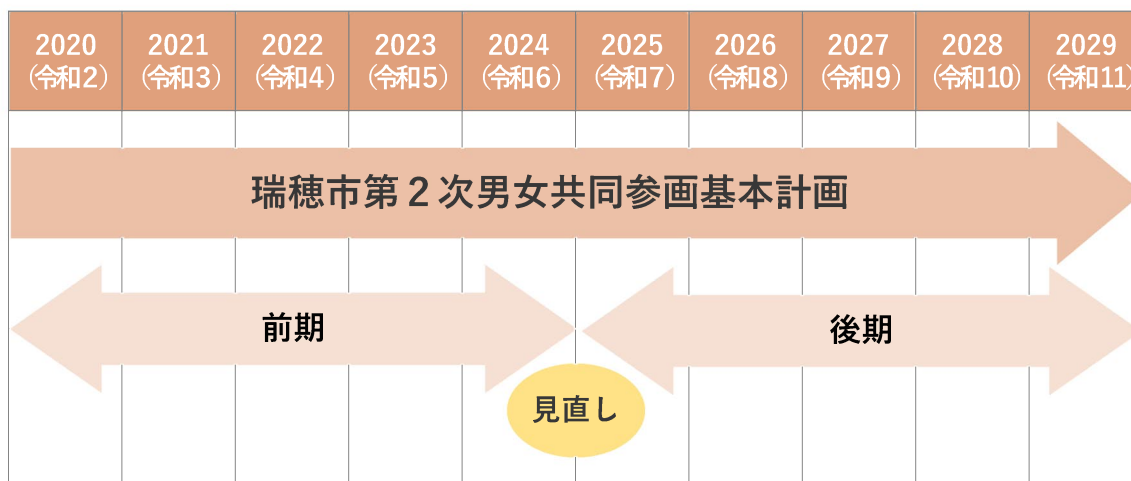 2020 2021 2022 2023 2024 2025 2026 2027 2028 2029
(令和2) (令和3) (令和4) (令和5) (令和6) (令和7) (令和8) (令和9) (令和10) (令和11)
瑞穂市第２次男女共同参画基本計画
前期 後期
見直し